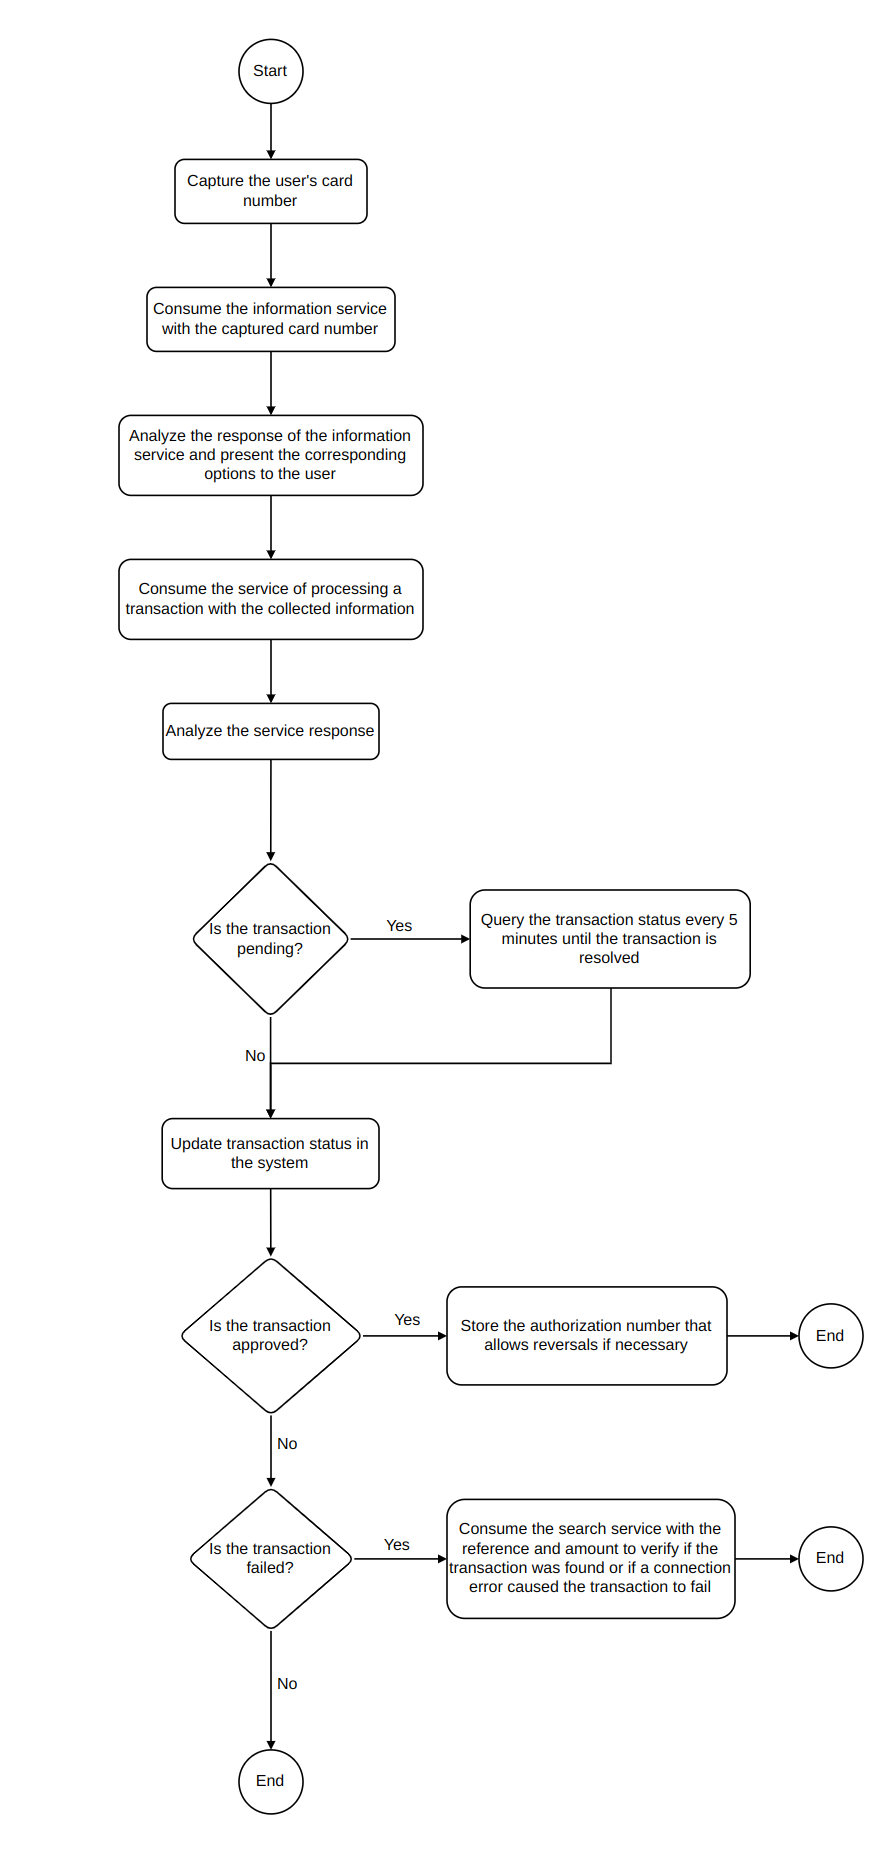 Start
Capture the user's card
number
Consume the information service
with the captured card number
Analyze the response of the information
service and present the corresponding
options to the user
Consume the service of processing a
transaction with the collected information
Analyze the service response
Is the transaction
pending?
Yes
Query the transaction status every 5
minutes until the transaction is
resolved
No
Update transaction status in
the system
Is the transaction
approved?
Yes
Store the authorization number that
allows reversals if necessary
End
No
Is the transaction
failed?
Yes
Consume the search service with the
reference and amount to verify if the
transaction was found or if a connection
error caused the transaction to fail
End
No
End